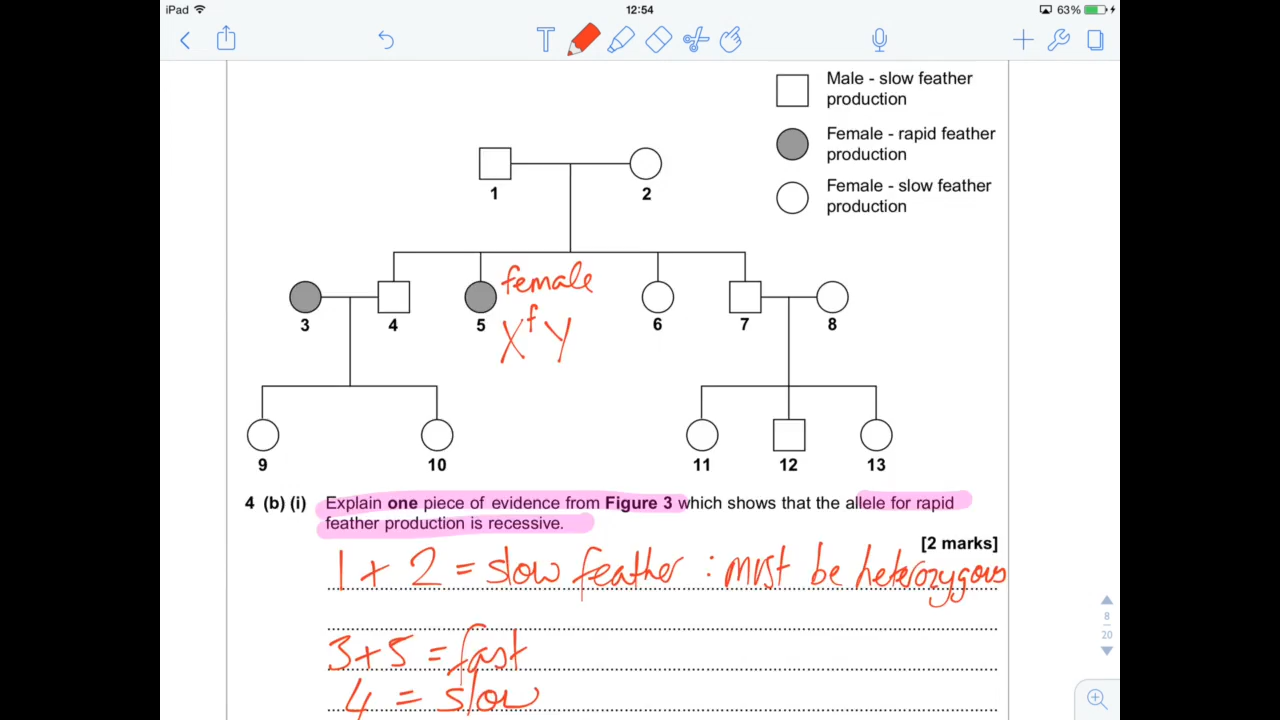 iPad 12:54 63%
T
Male - slow feather
production
Female - rapid feather
production
Female - slow feather
production
1 2
female
3 4 5 6 7 8
X^f Y
9 10 11 12 13
4 (b) (i) Explain one piece of evidence from Figure 3 which shows that the allele for rapid
feather production is recessive.
[2 marks]
1 + 2 = slow feather : must be heterozygous
3 + 5 = fast
4 = slow
8
20